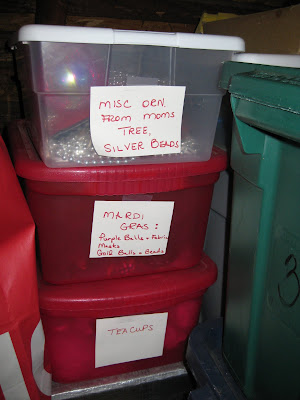 MISC ORN.
FROM MOMS
TREE,
SILVER BEADS
MARDI
GRAS:
Purple Balls + Fabric
Masks
Gold Balls + Beads
TEACUPS